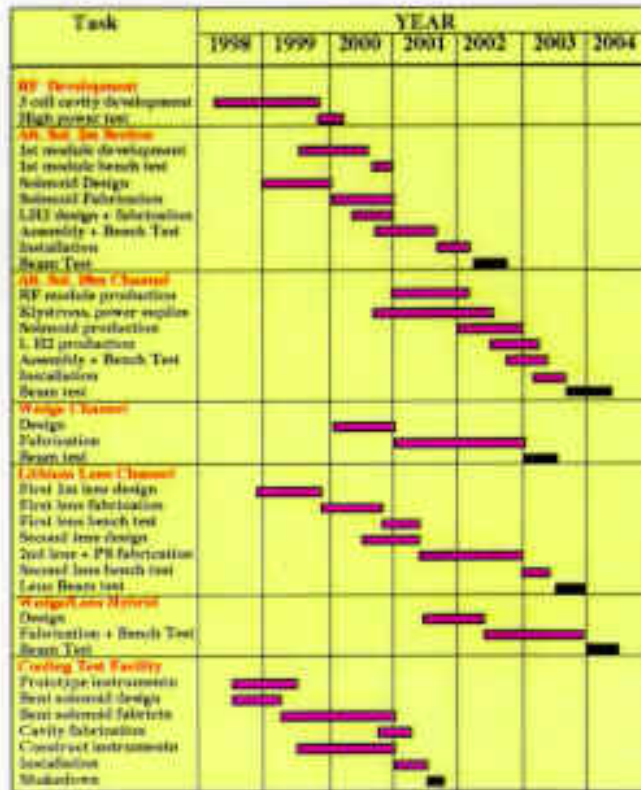 Task
YEAR
1998 1999 2000 2001 2002 2003 2004
RF Development
3 cell cavity development
High power test
Alt. Sol. 2m Section
1st module development
1st module bench test
Solenoid Design
Solenoid Fabrication
LH2 design + fabrication
Assembly + Bench Test
Installation
Beam Test
Alt. Sol. 10m Channel
RF module production
Klystrons, power supplies
Solenoid production
L H2 production
Assembly + Bench Test
Installation
Beam test
Wedge Channel
Design
Fabrication
Beam test
Lithium Lens Channel
First 1m lens design
First lens fabrication
First lens bench test
Second lens design
2nd lens + PS fabrication
Second lens bench test
Lens Beam test
Wedge/Lens Hybrid
Design
Fabrication + Bench Test
Beam Test
Cooling Test Facility
Prototype instruments
Bent solenoid design
Bent solenoid fabricate
Cavity fabrication
Construct instruments
Installation
Shakedown